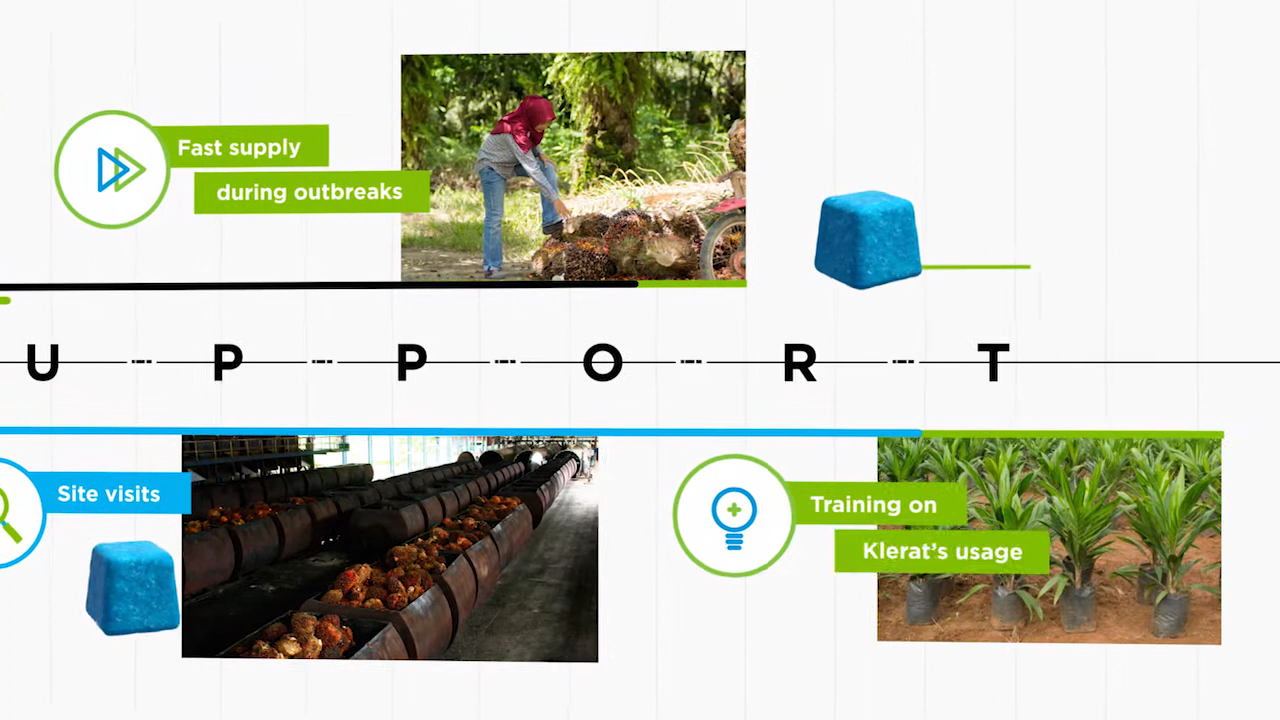 Fast supply
during outbreaks
U P P O R T
Site visits
Training on
Klerat's usage